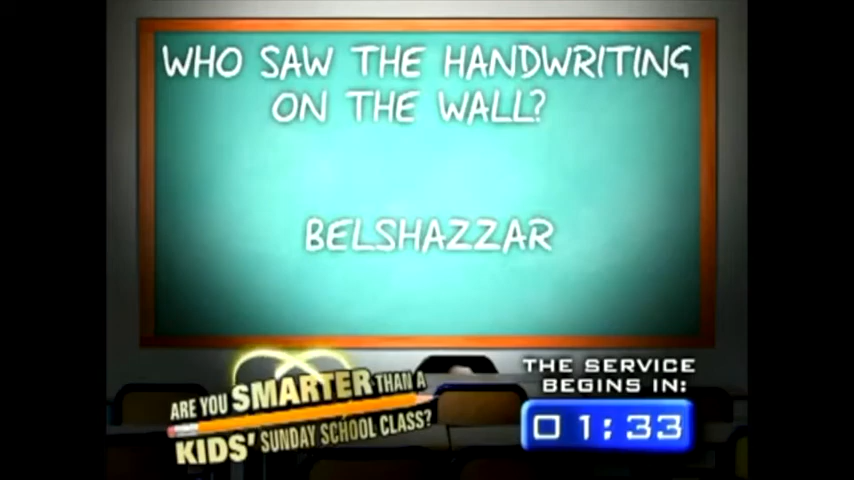 WHO SAW THE HANDWRITING
ON THE WALL?
BELSHAZZAR
ARE YOU SMARTER THAN A
KIDS' SUNDAY SCHOOL CLASS?
THE SERVICE
BEGINS IN:
01:33